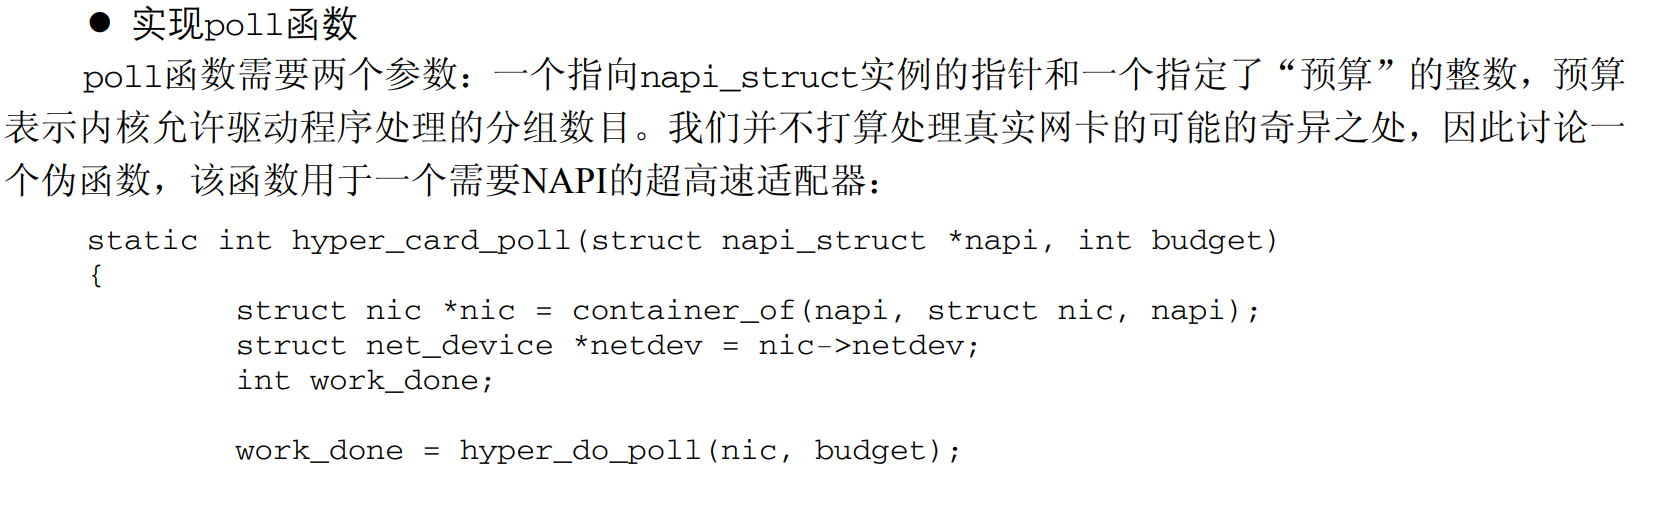 ● 实现poll函数
poll函数需要两个参数：一个指向napi_struct实例的指针和一个指定了“预算”的整数，预算
表示内核允许驱动程序处理的分组数目。我们并不打算处理真实网卡的可能的奇异之处，因此讨论一
个伪函数，该函数用于一个需要NAPI的超高速适配器：
static int hyper_card_poll(struct napi_struct *napi, int budget)
{
        struct nic *nic = container_of(napi, struct nic, napi);
        struct net_device *netdev = nic->netdev;
        int work_done;
        work_done = hyper_do_poll(nic, budget);